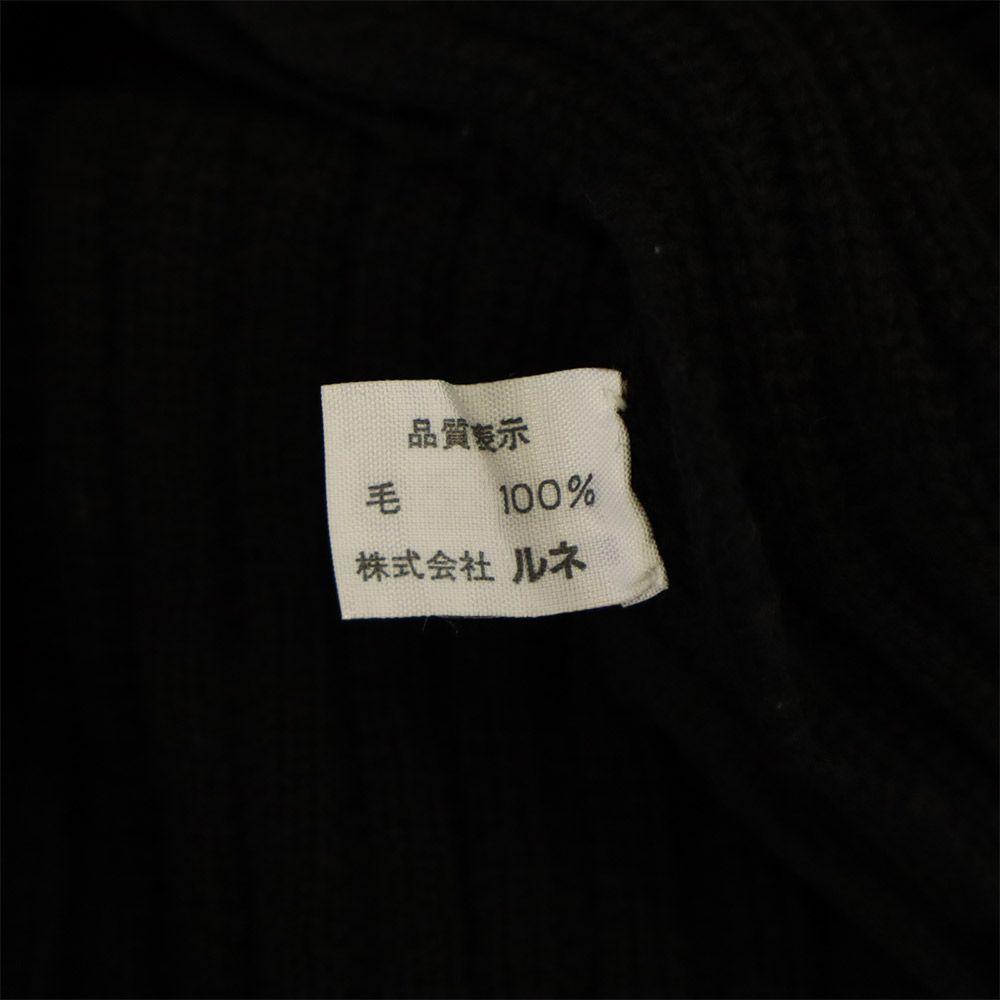 品質表示
毛 100%
株式会社 ルネ